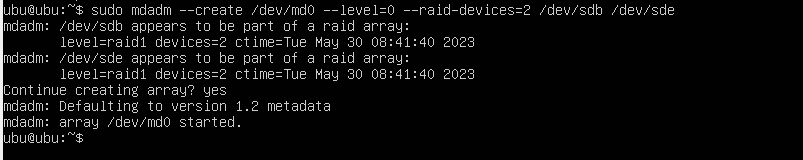 ubu@ubu:~$ sudo mdadm --create /dev/md0 --level=0 --raid-devices=2 /dev/sdb /dev/sde
mdadm: /dev/sdb appears to be part of a raid array:
       level=raid1 devices=2 ctime=Tue May 30 08:41:40 2023
mdadm: /dev/sde appears to be part of a raid array:
       level=raid1 devices=2 ctime=Tue May 30 08:41:40 2023
Continue creating array? yes
mdadm: Defaulting to version 1.2 metadata
mdadm: array /dev/md0 started.
ubu@ubu:~$